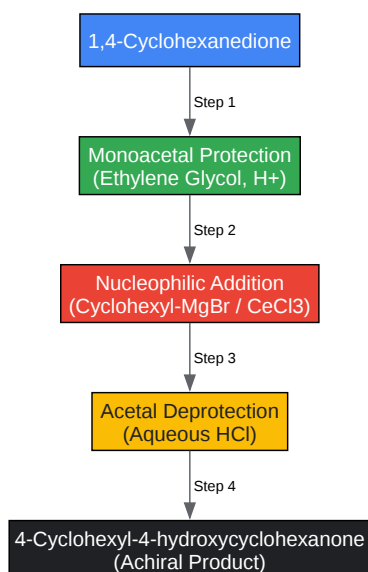 1,4-Cyclohexanedione
Step 1
Monoacetal Protection
(Ethylene Glycol, H+)
Step 2
Nucleophilic Addition
(Cyclohexyl-MgBr / CeCl3)
Step 3
Acetal Deprotection
(Aqueous HCl)
Step 4
4-Cyclohexyl-4-hydroxycyclohexanone
(Achiral Product)